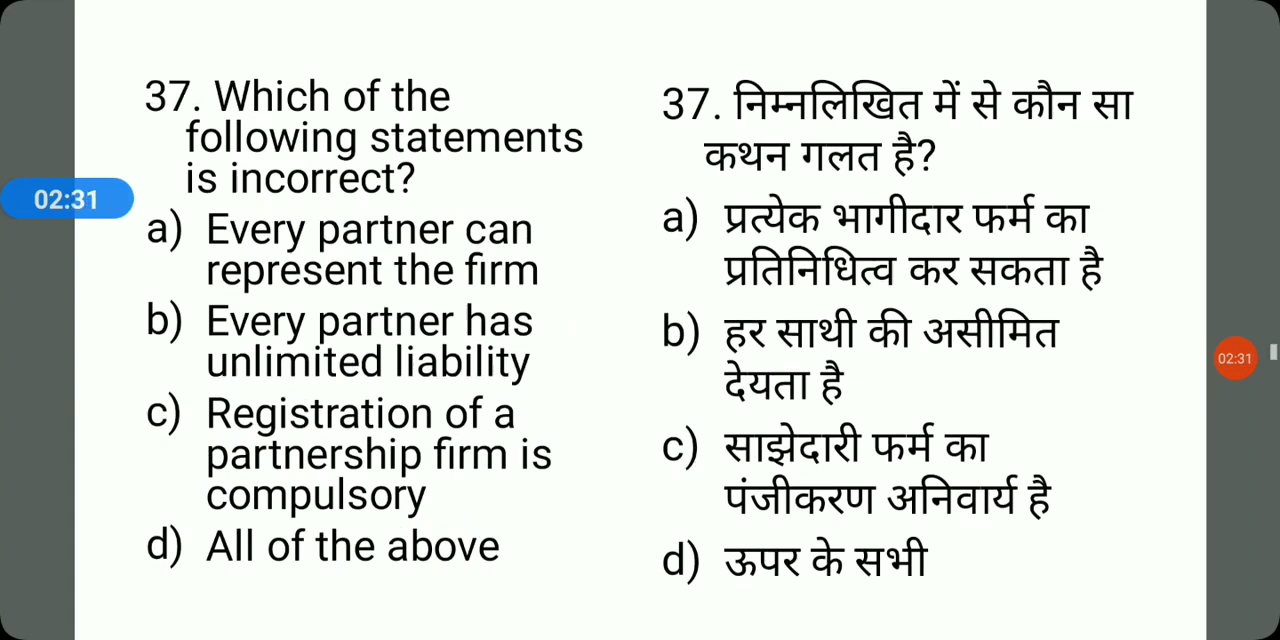 37. Which of the
following statements
is incorrect?
02:31
a) Every partner can
represent the firm
b) Every partner has
unlimited liability
c) Registration of a
partnership firm is
compulsory
d) All of the above
37. निम्नलिखित में से कौन सा
कथन गलत है?
a) प्रत्येक भागीदार फर्म का
प्रतिनिधित्व कर सकता है
b) हर साथी की असीमित
देयता है
c) साझेदारी फर्म का
पंजीकरण अनिवार्य है
d) ऊपर के सभी
02:31